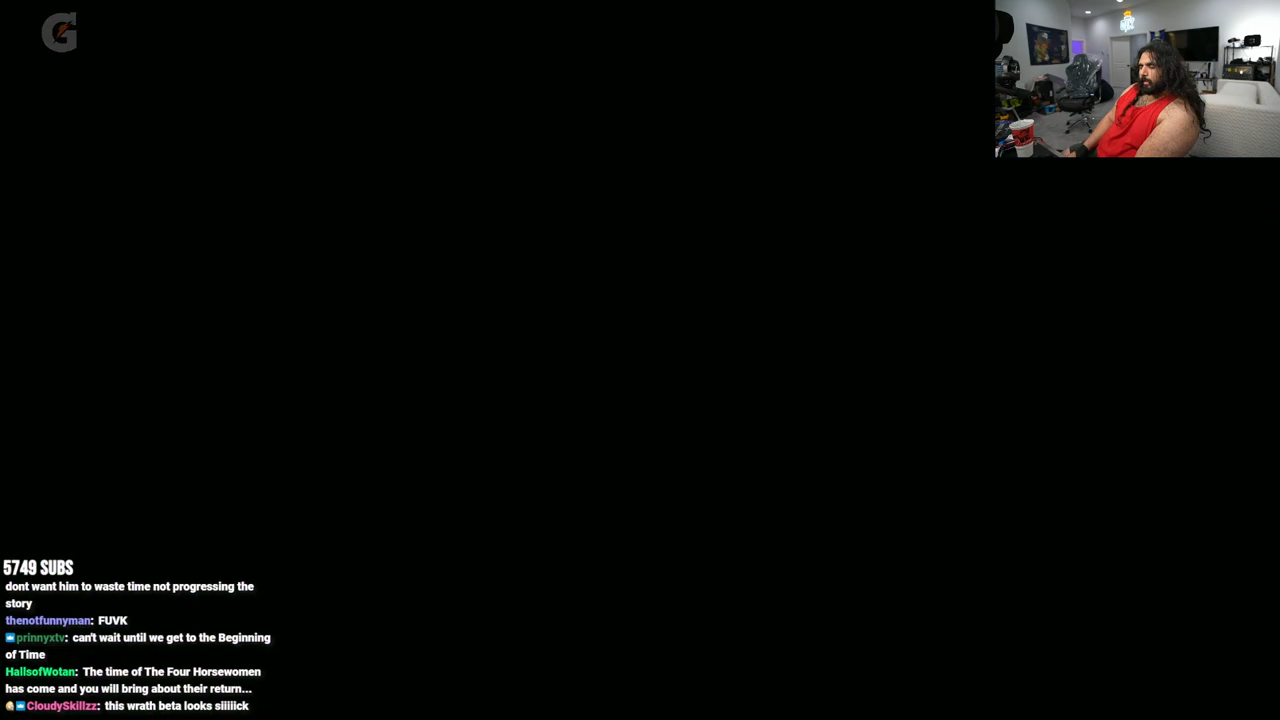 G
5749 SUBS
dont want him to waste time not progressing the
story
thenotfunnyman: FUVK
prinnyxtv: can't wait until we get to the Beginning
of Time
HallsofWotan: The time of The Four Horsewomen
has come and you will bring about their return...
CloudySkillzz: this wrath beta looks siiiiick